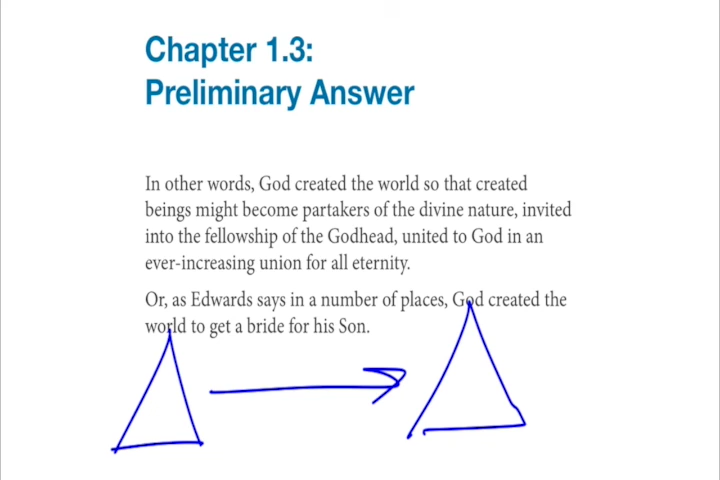 Chapter 1.3:
Preliminary Answer
In other words, God created the world so that created
beings might become partakers of the divine nature, invited
into the fellowship of the Godhead, united to God in an
ever-increasing union for all eternity.
Or, as Edwards says in a number of places, God created the
world to get a bride for his Son.